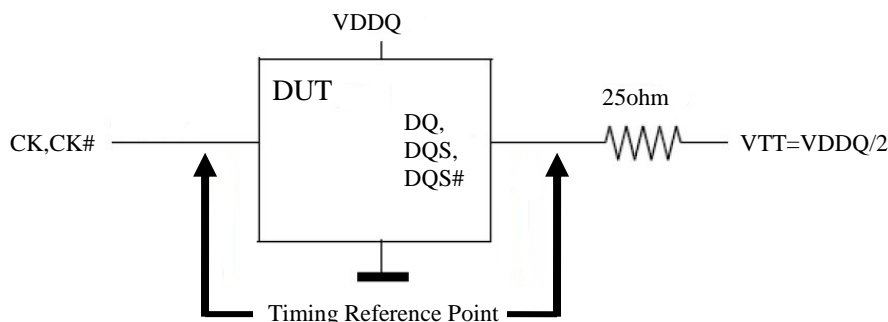 VDDQ
DUT
25ohm
DQ,
DQS,
DQS#
CK,CK#
VTT=VDDQ/2
Timing Reference Point